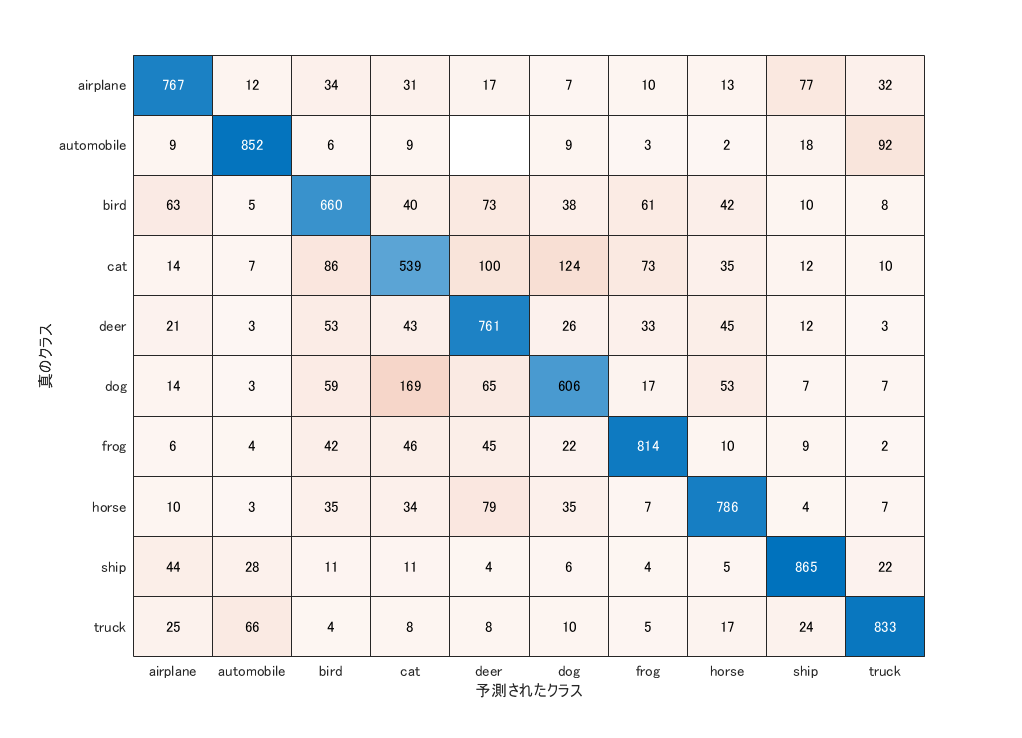 airplane 767 12 34 31 17 7 10 13 77 32
automobile 9 852 6 9 9 3 2 18 92
bird 63 5 660 40 73 38 61 42 10 8
cat 14 7 86 539 100 124 73 35 12 10
真のクラス
deer 21 3 53 43 761 26 33 45 12 3
dog 14 3 59 169 65 606 17 53 7 7
frog 6 4 42 46 45 22 814 10 9 2
horse 10 3 35 34 79 35 7 786 4 7
ship 44 28 11 11 4 6 4 5 865 22
truck 25 66 4 8 8 10 5 17 24 833
airplane automobile bird cat deer dog frog horse ship truck
予測されたクラス